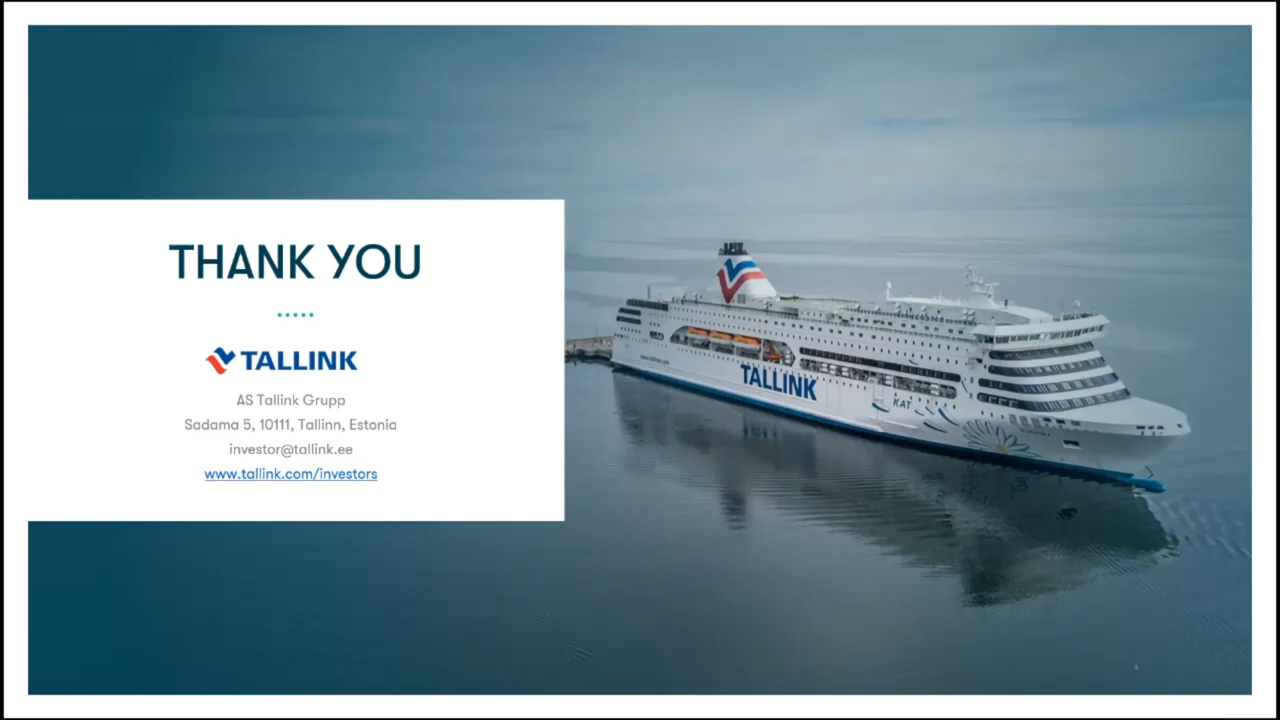 THANK YOU
TALLINK
AS Tallink Grupp
Sadama 5, 10111, Tallinn, Estonia
investor@tallink.ee
www.tallink.com/investors
TALLINK